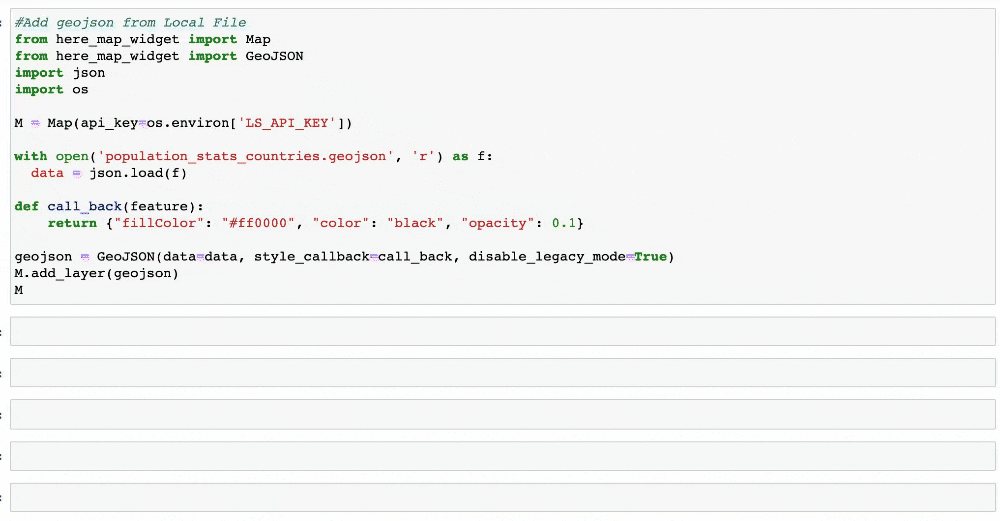 #Add geojson from Local File
from here_map_widget import Map
from here_map_widget import GeoJSON
import json
import os
M = Map(api_key=os.environ['LS_API_KEY'])
with open('population_stats_countries.geojson', 'r') as f:
data = json.load(f)
def call_back(feature):
return {"fillColor": "#ff0000", "color": "black", "opacity": 0.1}
geojson = GeoJSON(data=data, style_callback=call_back, disable_legacy_mode=True)
M.add_layer(geojson)
M